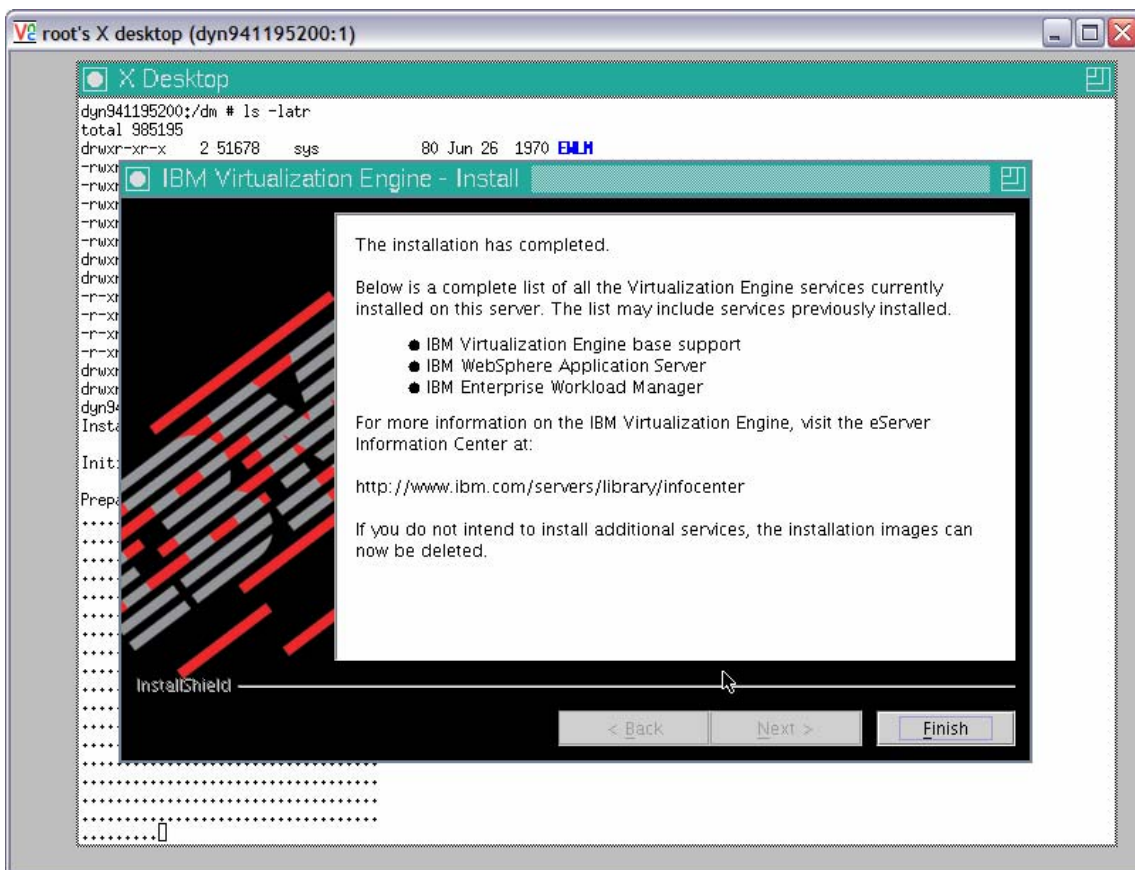 root's X desktop (dyn941195200:1)
X Desktop
dyn941195200:/dm # ls -latr
total 985195
drwxr-xr-x 2 51678 sys 80 Jun 26 1970 EWLM
IBM Virtualization Engine - Install
The installation has completed.
Below is a complete list of all the Virtualization Engine services currently
installed on this server. The list may include services previously installed.
● IBM Virtualization Engine base support
● IBM WebSphere Application Server
● IBM Enterprise Workload Manager
For more information on the IBM Virtualization Engine, visit the eServer
Information Center at:
http://www.ibm.com/servers/library/infocenter
If you do not intend to install additional services, the installation images can
now be deleted.
InstallShield
< Back Next > Finish